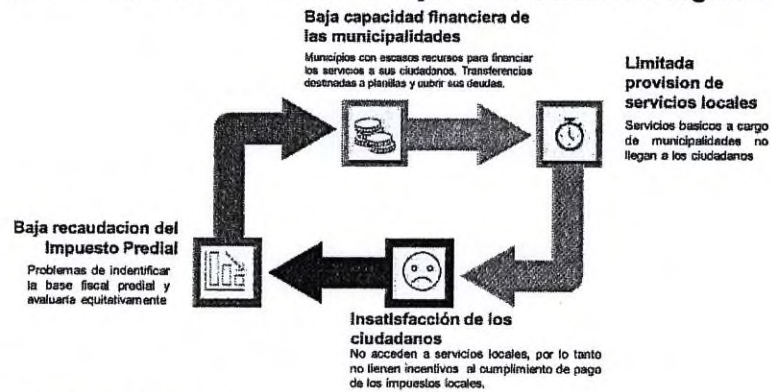 Baja capacidad financiera de
las municipalidades
Municipios con escasos recursos para financiar
los servicios a sus ciudadanos. Transferencias
destinadas a planillas y cubrir sus deudas.
Limitada
provision de
servicios locales
Servicios basicos a cargo
de municipalidades no
llegan a los ciudadanos
Baja recaudacion del
Impuesto Predial
Problemas de indentificar
la base fiscal predial y
evaluarla equitativamente
Insatisfacción de los
ciudadanos
No acceden a servicios locales, por lo tanto
no tienen incentivos al cumplimiento de pago
de los impuestos locales.